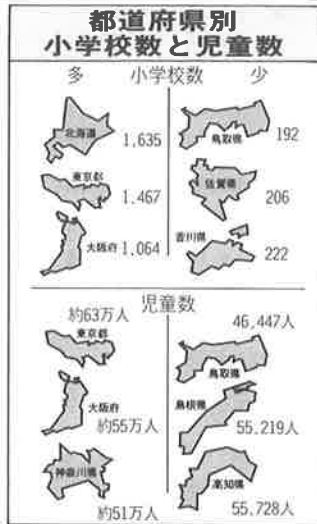 都道府県別
小学校数と児童数
多 小学校数 少
北海道 1,635
東京都 1,467
大阪府 1,064
鳥取県 192
佐賀県 206
香川県 222
児童数
約63万人
東京都
大阪府
約55万人
神奈川県
約51万人
46,447人
鳥取県
島根県
55,219人
高知県
55,728人